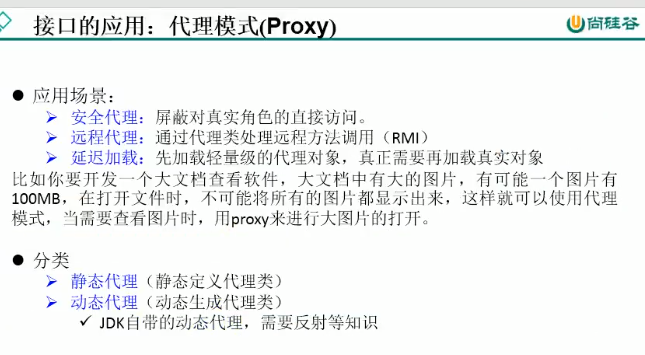 接口的应用：代理模式(Proxy)
尚硅谷
应用场景：
安全代理：屏蔽对真实角色的直接访问。
远程代理：通过代理类处理远程方法调用（RMI）
延迟加载：先加载轻量级的代理对象，真正需要再加载真实对象
比如你要开发一个大文档查看软件，大文档中有大的图片，有可能一个图片有
100MB，在打开文件时，不可能将所有的图片都显示出来，这样就可以使用代理
模式，当需要查看图片时，用proxy来进行大图片的打开。
分类
静态代理（静态定义代理类）
动态代理（动态生成代理类）
JDK自带的动态代理，需要反射等知识